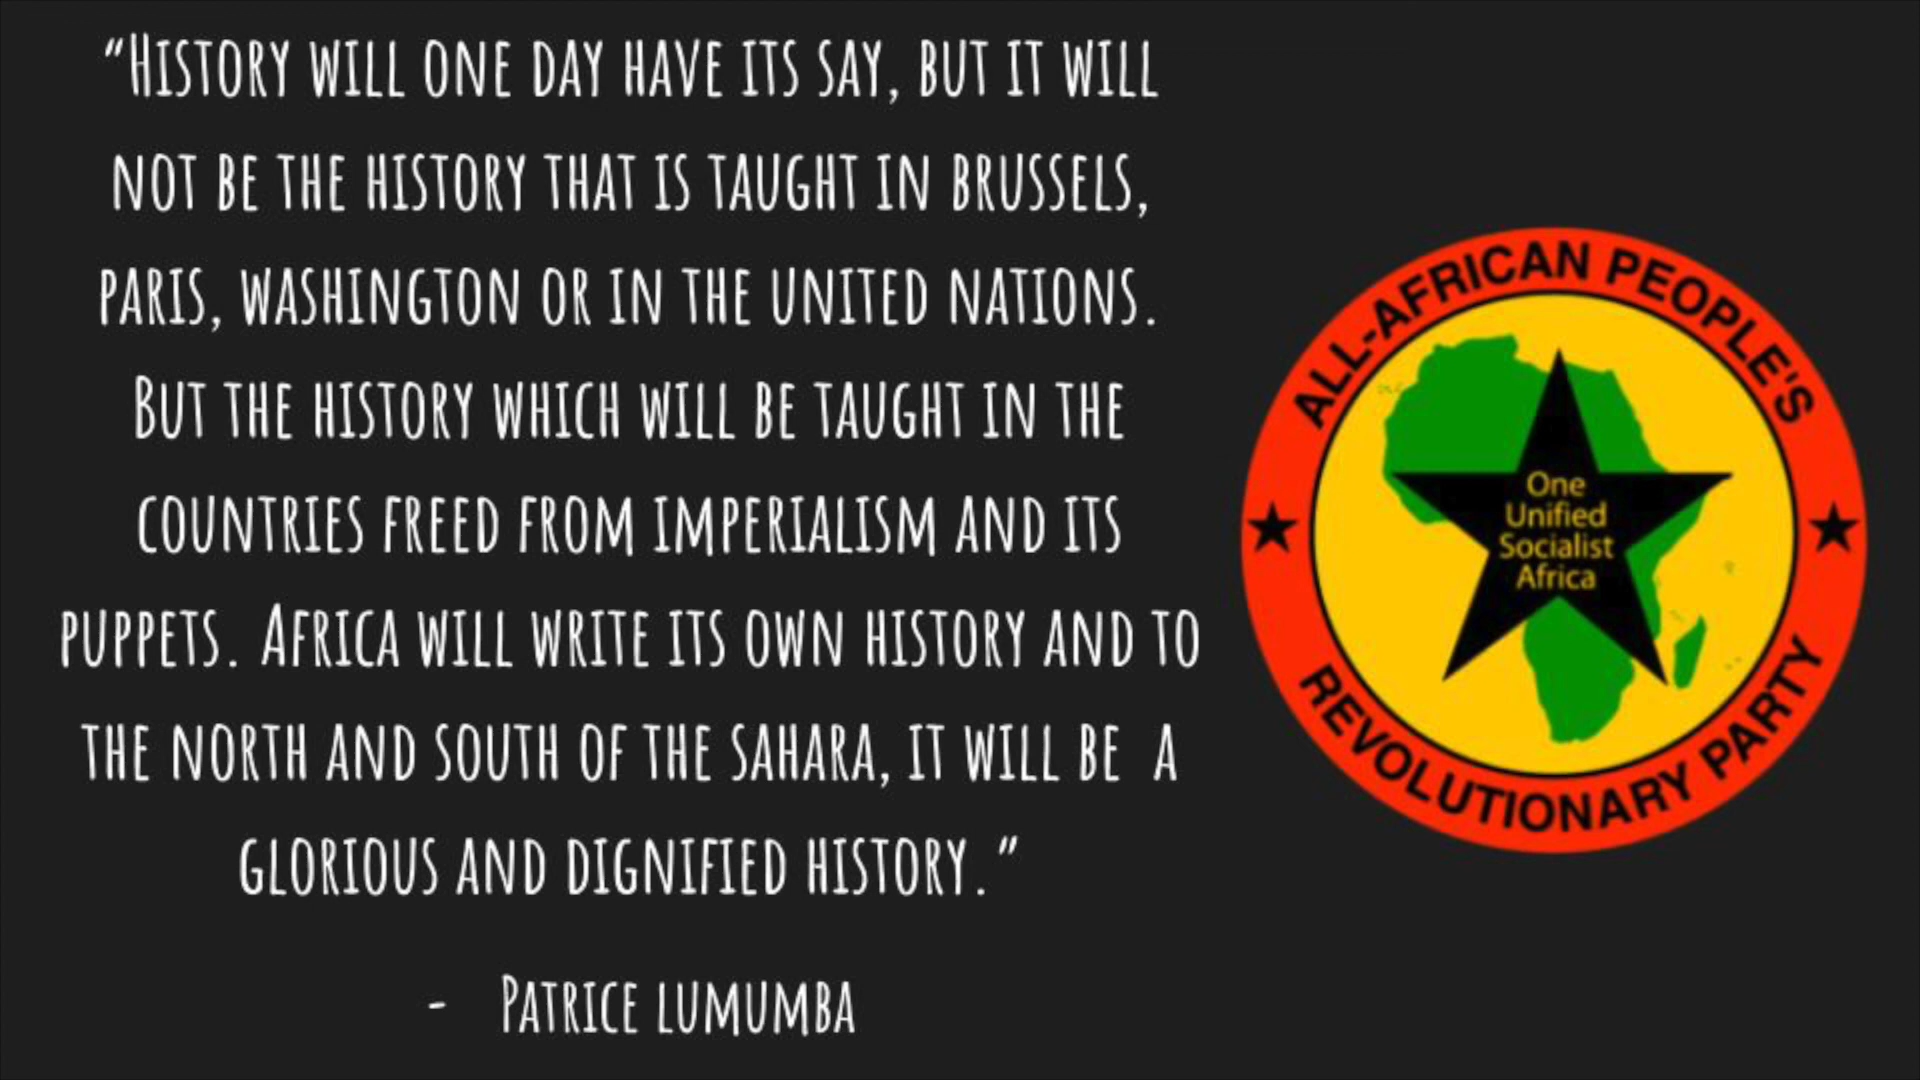 “History will one day have its say, but it will
not be the history that is taught in Brussels,
Paris, Washington or in the United Nations.
But the history which will be taught in the
countries freed from imperialism and its
puppets. Africa will write its own history and to
the north and south of the Sahara, it will be a
glorious and dignified history.”
- Patrice Lumumba
ALL-AFRICAN PEOPLE'S
One
Unified
Socialist
Africa
REVOLUTIONARY PARTY